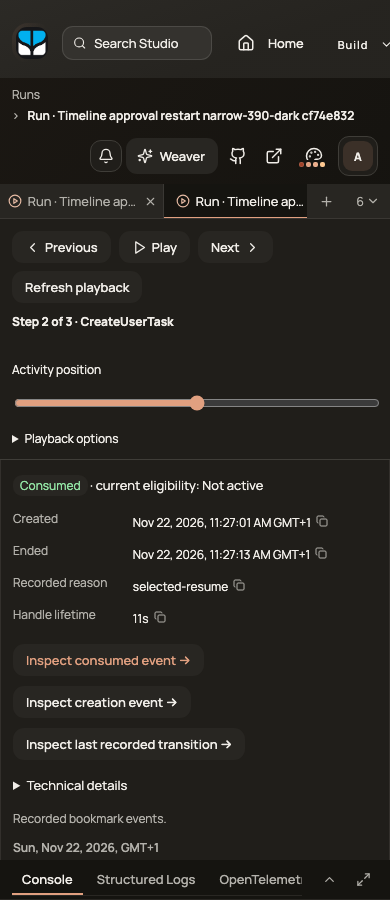 Search Studio
Home
Build
Runs
› Run · Timeline approval restart narrow-390-dark cf74e832
Weaver
A
Run · Timeline ap...
Run · Timeline ap...
6
Previous
Play
Next
Refresh playback
Step 2 of 3 · CreateUserTask
Activity position
Playback options
Consumed · current eligibility: Not active
Created Nov 22, 2026, 11:27:01 AM GMT+1
Ended Nov 22, 2026, 11:27:13 AM GMT+1
Recorded reason selected-resume
Handle lifetime 11s
Inspect consumed event →
Inspect creation event →
Inspect last recorded transition →
Technical details
Recorded bookmark events.
Sun, Nov 22, 2026, GMT+1
Console Structured Logs OpenTelemet